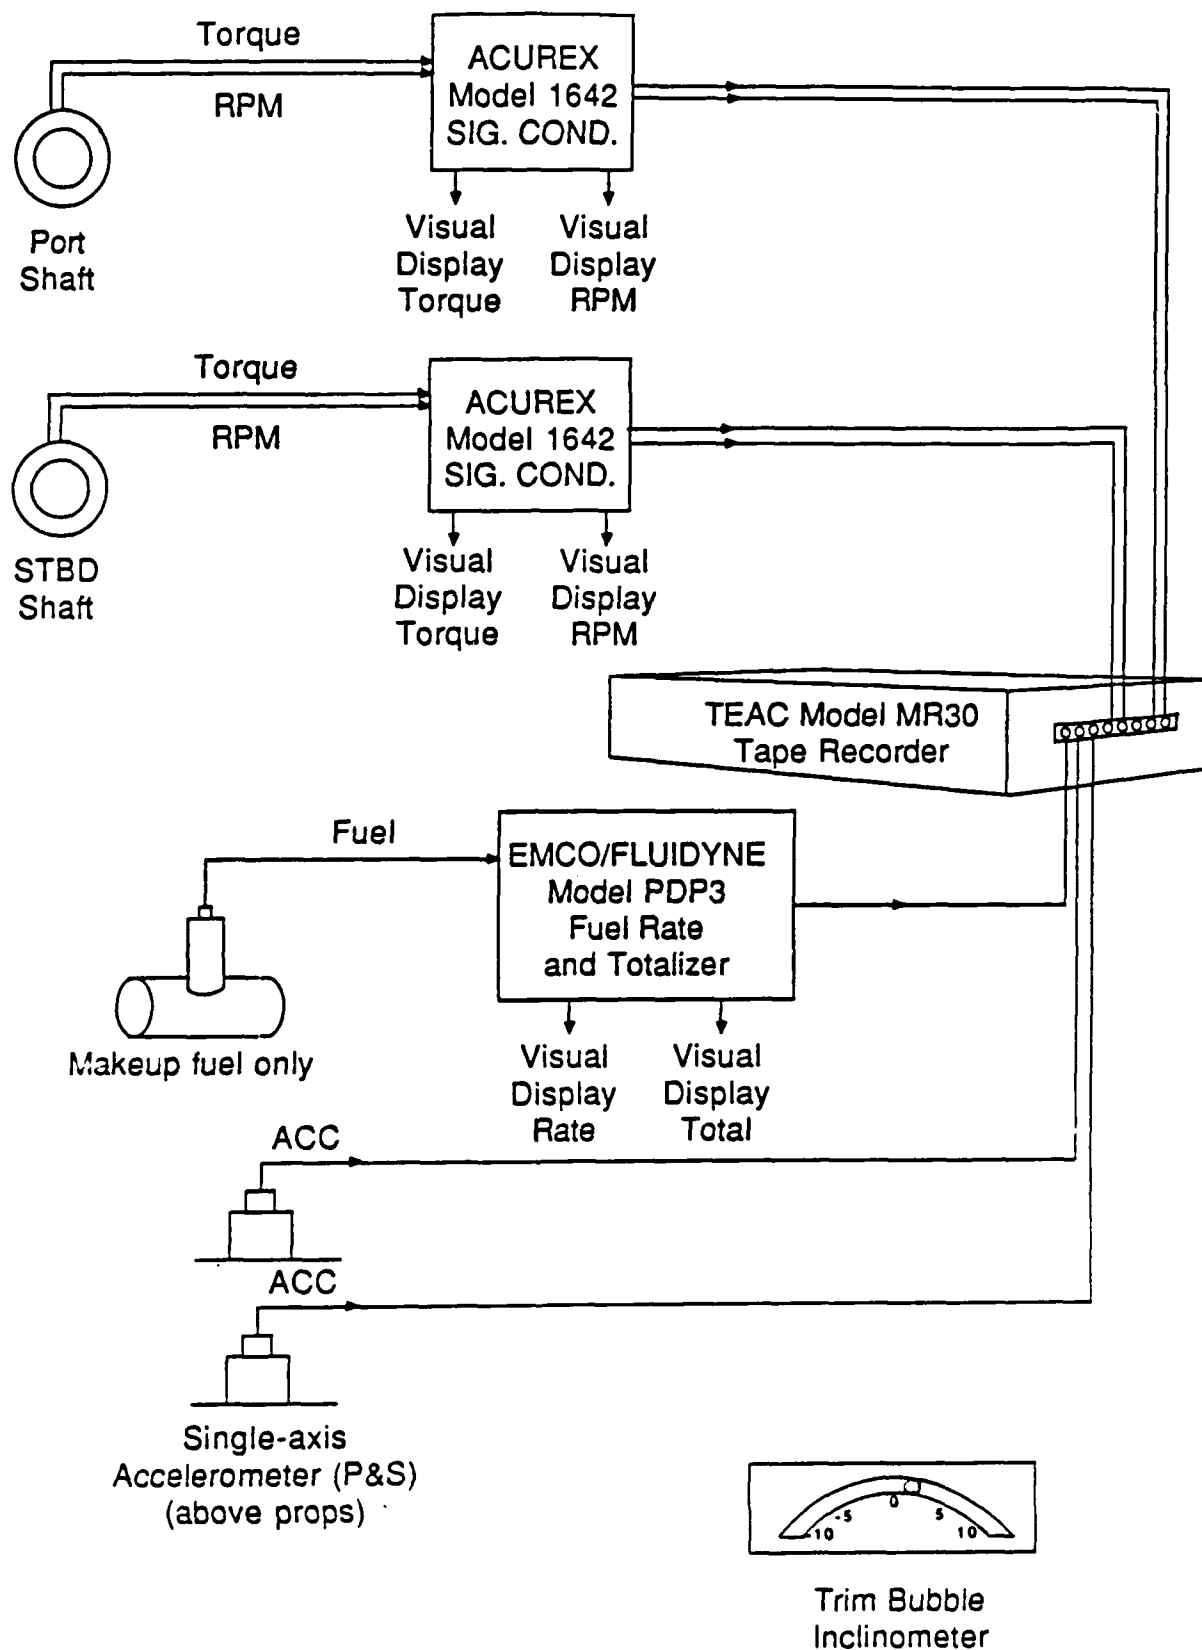 Torque
RPM
ACUREX
Model 1642
SIG. COND.
Port
Shaft
Visual
Display
Torque
Visual
Display
RPM
Torque
RPM
ACUREX
Model 1642
SIG. COND.
STBD
Shaft
Visual
Display
Torque
Visual
Display
RPM
TEAC Model MR30
Tape Recorder
Fuel
EMCO/FLUIDYNE
Model PDP3
Fuel Rate
and Totalizer
Makeup fuel only
Visual
Display
Rate
Visual
Display
Total
ACC
ACC
Single-axis
Accelerometer (P&S)
(above props)
-10 -5 0 5 10
Trim Bubble
Inclinometer